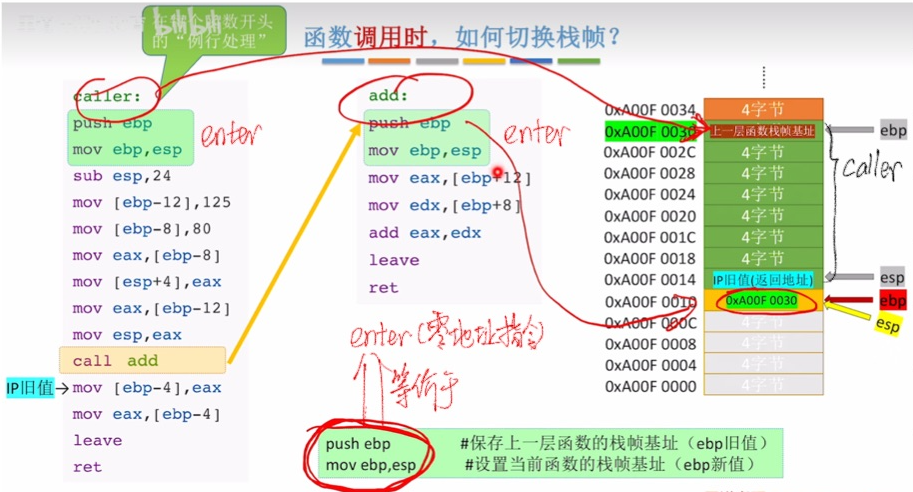 在每个函数开头
的“例行处理”
函数调用时，如何切换栈帧？
caller:
push ebp
mov ebp,esp
sub esp,24
mov [ebp-12],125
mov [ebp-8],80
mov eax,[ebp-8]
mov [esp+4],eax
mov eax,[ebp-12]
mov esp,eax
call add
IP旧值→mov [ebp-4],eax
mov eax,[ebp-4]
leave
ret
enter
add:
push ebp
mov ebp,esp
mov eax,[ebp+12]
mov edx,[ebp+8]
add eax,edx
leave
ret
enter
enter(零地址指令)
等价于
push ebp #保存上一层函数的栈帧基址（ebp旧值）
mov ebp,esp #设置当前函数的栈帧基址（ebp新值）
0xA00F 0034 4字节
0xA00F 0030 上一层函数栈帧基址 ebp
0xA00F 002C 4字节
0xA00F 0028 4字节
0xA00F 0024 4字节
0xA00F 0020 4字节
0xA00F 001C 4字节
0xA00F 0018 4字节
0xA00F 0014 IP旧值(返回地址) esp
0xA00F 0010 0xA00F 0030 ebp
esp
0xA00F 000C 4字节
0xA00F 0008 4字节
0xA00F 0004 4字节
0xA00F 0000 4字节
caller